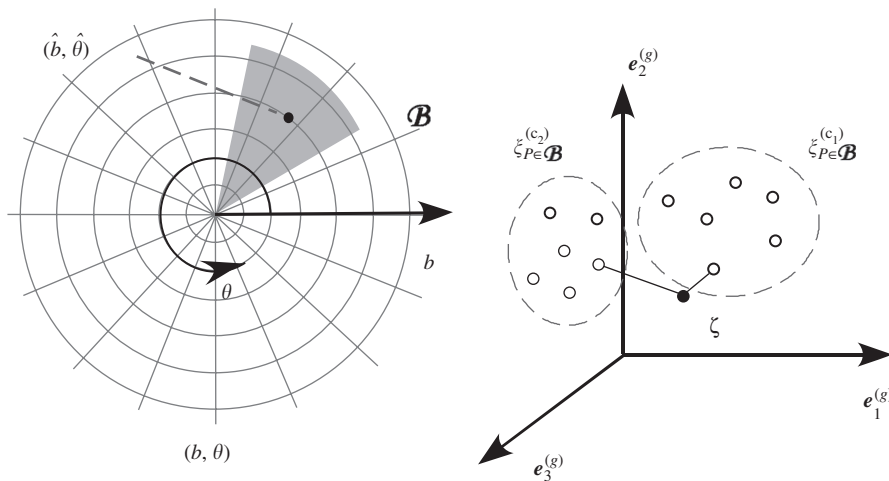 (b̂, θ̂)
ℬ
b
θ
(b, θ)
e₂^(g)
ξ_{P∈ℬ}^(c₂)
ξ_{P∈ℬ}^(c₁)
ζ
e₁^(g)
e₃^(g)